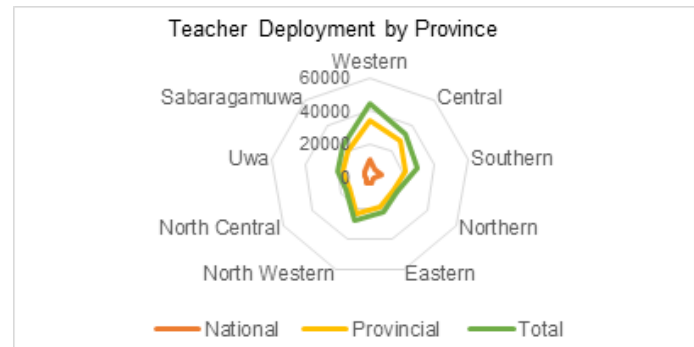 Teacher Deployment by Province
Western
60000
Sabaragamuwa
Central
40000
20000
Uwa
Southern
0
North Central
Northern
North Western
Eastern
National
Provincial
Total